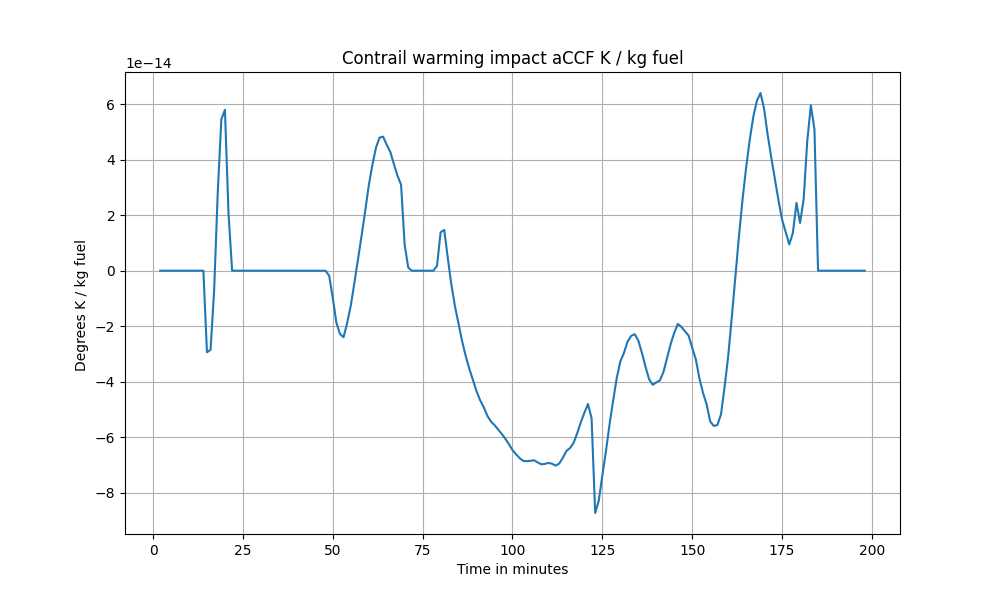 Contrail warming impact aCCF K / kg fuel
1e−14
6
4
2
0
−2
−4
−6
−8
Degrees K / kg fuel
0 25 50 75 100 125 150 175 200
Time in minutes